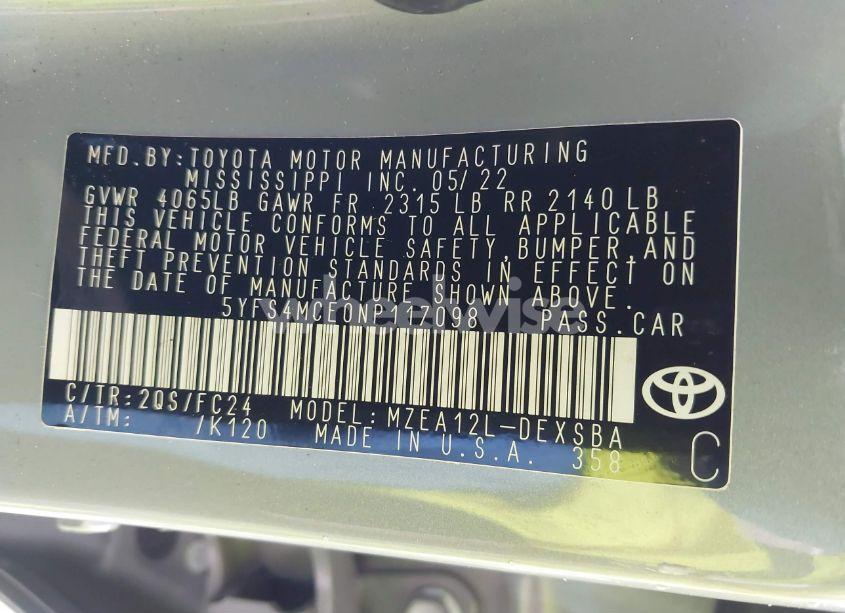 MFD. BY: TOYOTA MOTOR MANUFACTURING
MISSISSIPPI INC. 05/22
GVWR 4065LB GAWR FR 2315 LB RR 2140 LB
THIS VEHICLE CONFORMS TO ALL APPLICABLE
FEDERAL MOTOR VEHICLE SAFETY, BUMPER, AND
THEFT PREVENTION STANDARDS IN EFFECT ON
THE DATE OF MANUFACTURE SHOWN ABOVE.
PASS. CAR
C/TR: 2QS/FC24 MODEL: MZEA12L-DEXSBA
A/TM: /K120 MADE IN U.S.A. 358
C
wheelwise